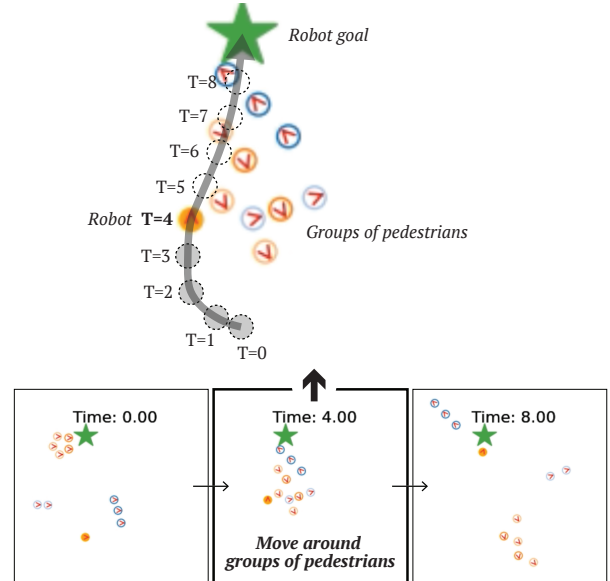 Robot goal
T=8
T=7
T=6
T=5
Robot T=4
Groups of pedestrians
T=3
T=2
T=1
T=0
Time: 0.00
Time: 4.00
Time: 8.00
Move around
groups of pedestrians